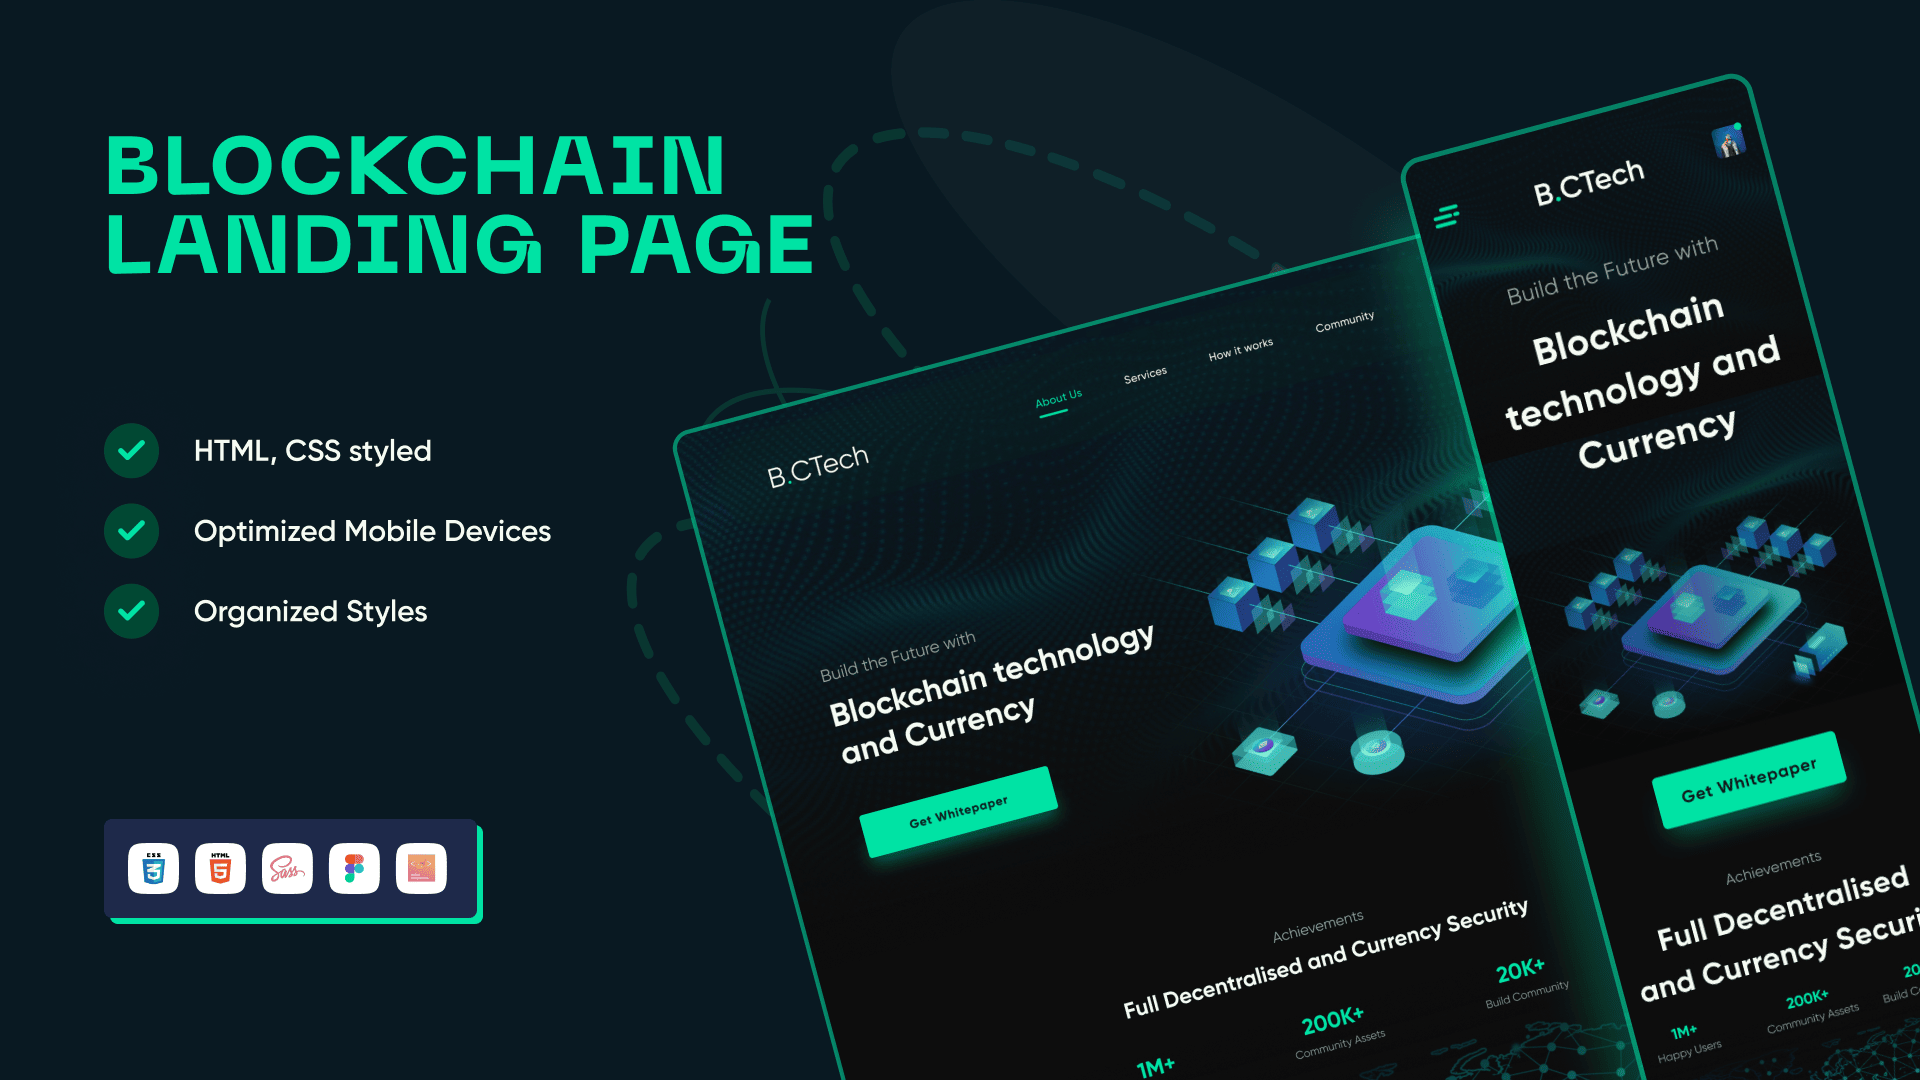 BLOCKCHAIN
LANDING PAGE
HTML, CSS styled
Optimized Mobile Devices
Organized Styles
CSS
3
HTML
5
Sass
B.CTech
About Us
Services
How it works
Community
Build the Future with
Blockchain technology
and Currency
Get Whitepaper
Achievements
Full Decentralised and Currency Security
1M+
200K+
Community Assets
20K+
Build Community
B.CTech
Build the Future with
Blockchain
technology and
Currency
Get Whitepaper
Achievements
Full Decentralised
and Currency Securi
1M+
Happy Users
200K+
Community Assets
20
Build C